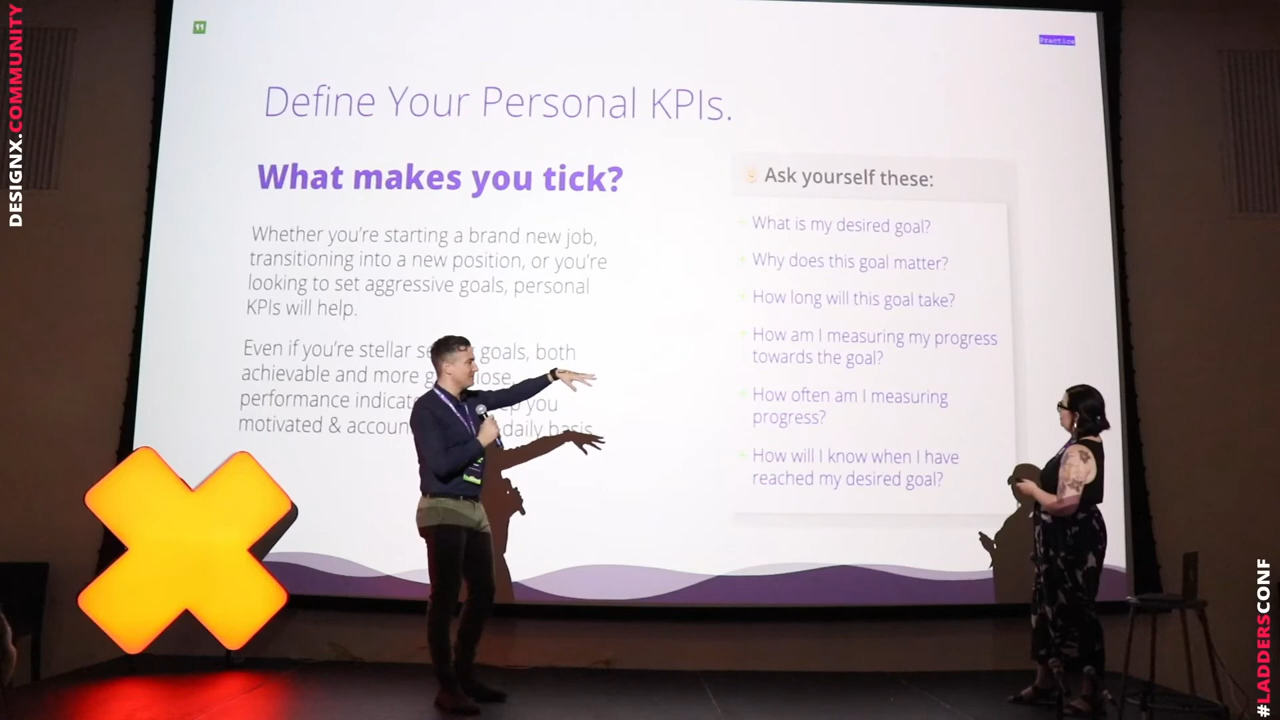 DESIGNX.COMMUNITY
11
Practice
Define Your Personal KPIs.
What makes you tick?
Whether you're starting a brand new job,
transitioning into a new position, or you're
looking to set aggressive goals, personal
KPIs will help.
Even if you're stellar goals, both
achievable and more
performance you
motivated & daily basis
Ask yourself these:
What is my desired goal?
Why does this goal matter?
How long will this goal take?
How am I measuring my progress
towards the goal?
How often am I measuring
progress?
How will I know when I have
reached my desired goal?
#LADDERSCONF